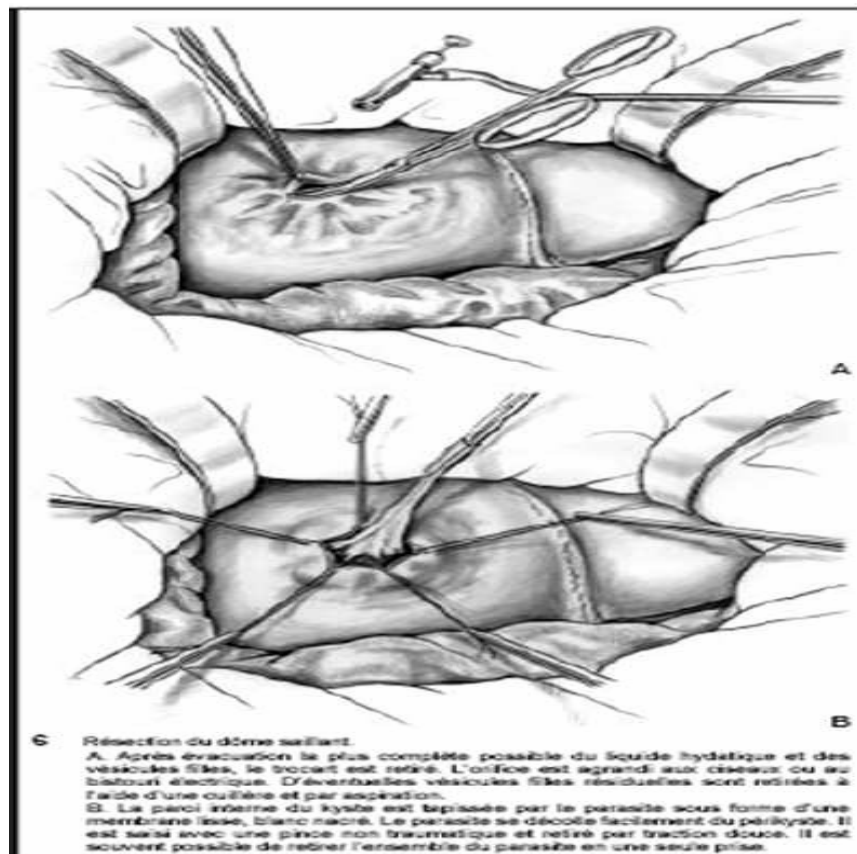 A
B
6 Résection du dôme saillant.
A. Après évacuation la plus complète possible du liquide hydatique et des
vésicules filles, le trocart est retiré. L'orifice est agrandi aux ciseaux ou au
bistouri électrique. D'éventuelles vésicules filles résiduelles sont retirées à
l'aide d'une cuillère et par aspiration.
B. La paroi interne du kyste est tapissée par le parasite sous forme d'une
membrane lisse, blanc nacré. Le parasite se décolle facilement du périkyste. Il
est saisi avec une pince non traumatique et retiré par traction douce. Il est
souvent possible de retirer l'ensemble du parasite en une seule prise.